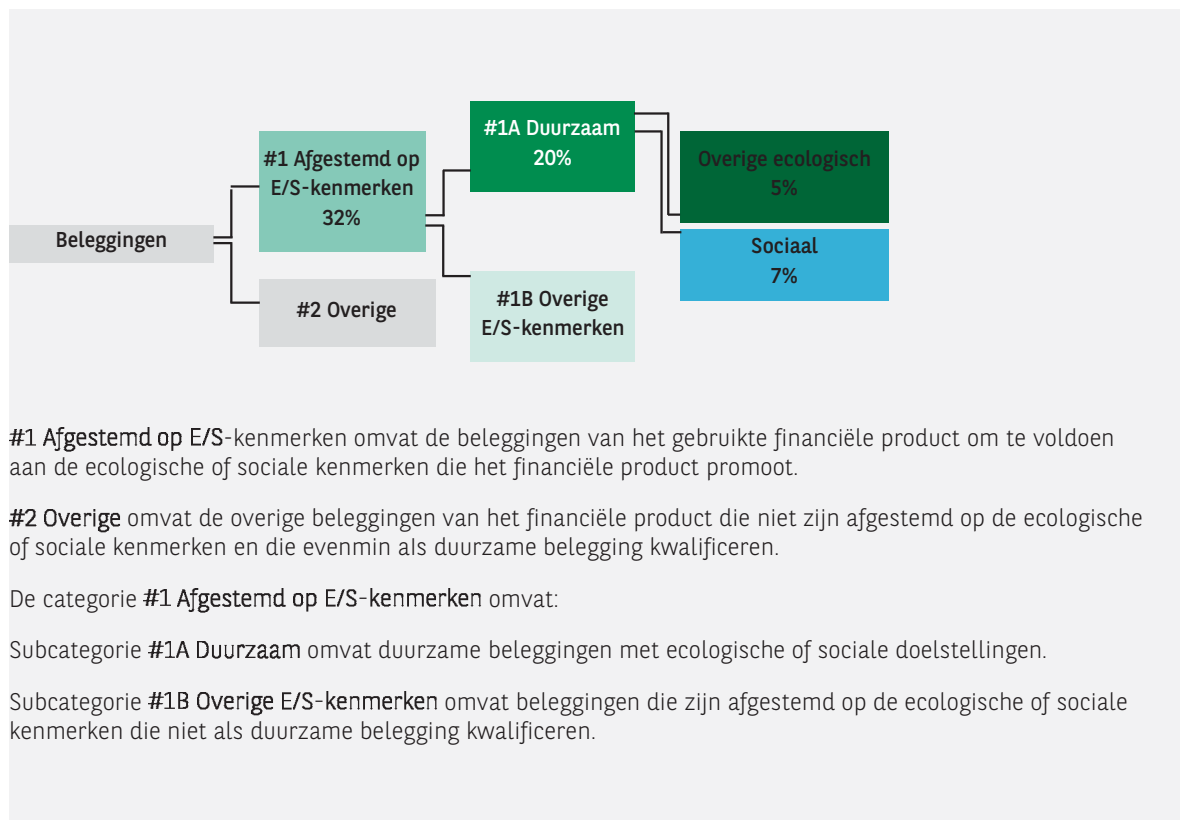 Beleggingen
#1 Afgestemd op
E/S-kenmerken
32%
#2 Overige
#1A Duurzaam
20%
#1B Overige
E/S-kenmerken
Overige ecologisch
5%
Sociaal
7%
#1 Afgestemd op E/S-kenmerken omvat de beleggingen van het gebruikte financiële product om te voldoen
aan de ecologische of sociale kenmerken die het financiële product promoot.
#2 Overige omvat de overige beleggingen van het financiële product die niet zijn afgestemd op de ecologische
of sociale kenmerken en die evenmin als duurzame belegging kwalificeren.
De categorie #1 Afgestemd op E/S-kenmerken omvat:
Subcategorie #1A Duurzaam omvat duurzame beleggingen met ecologische of sociale doelstellingen.
Subcategorie #1B Overige E/S-kenmerken omvat beleggingen die zijn afgestemd op de ecologische of sociale
kenmerken die niet als duurzame belegging kwalificeren.